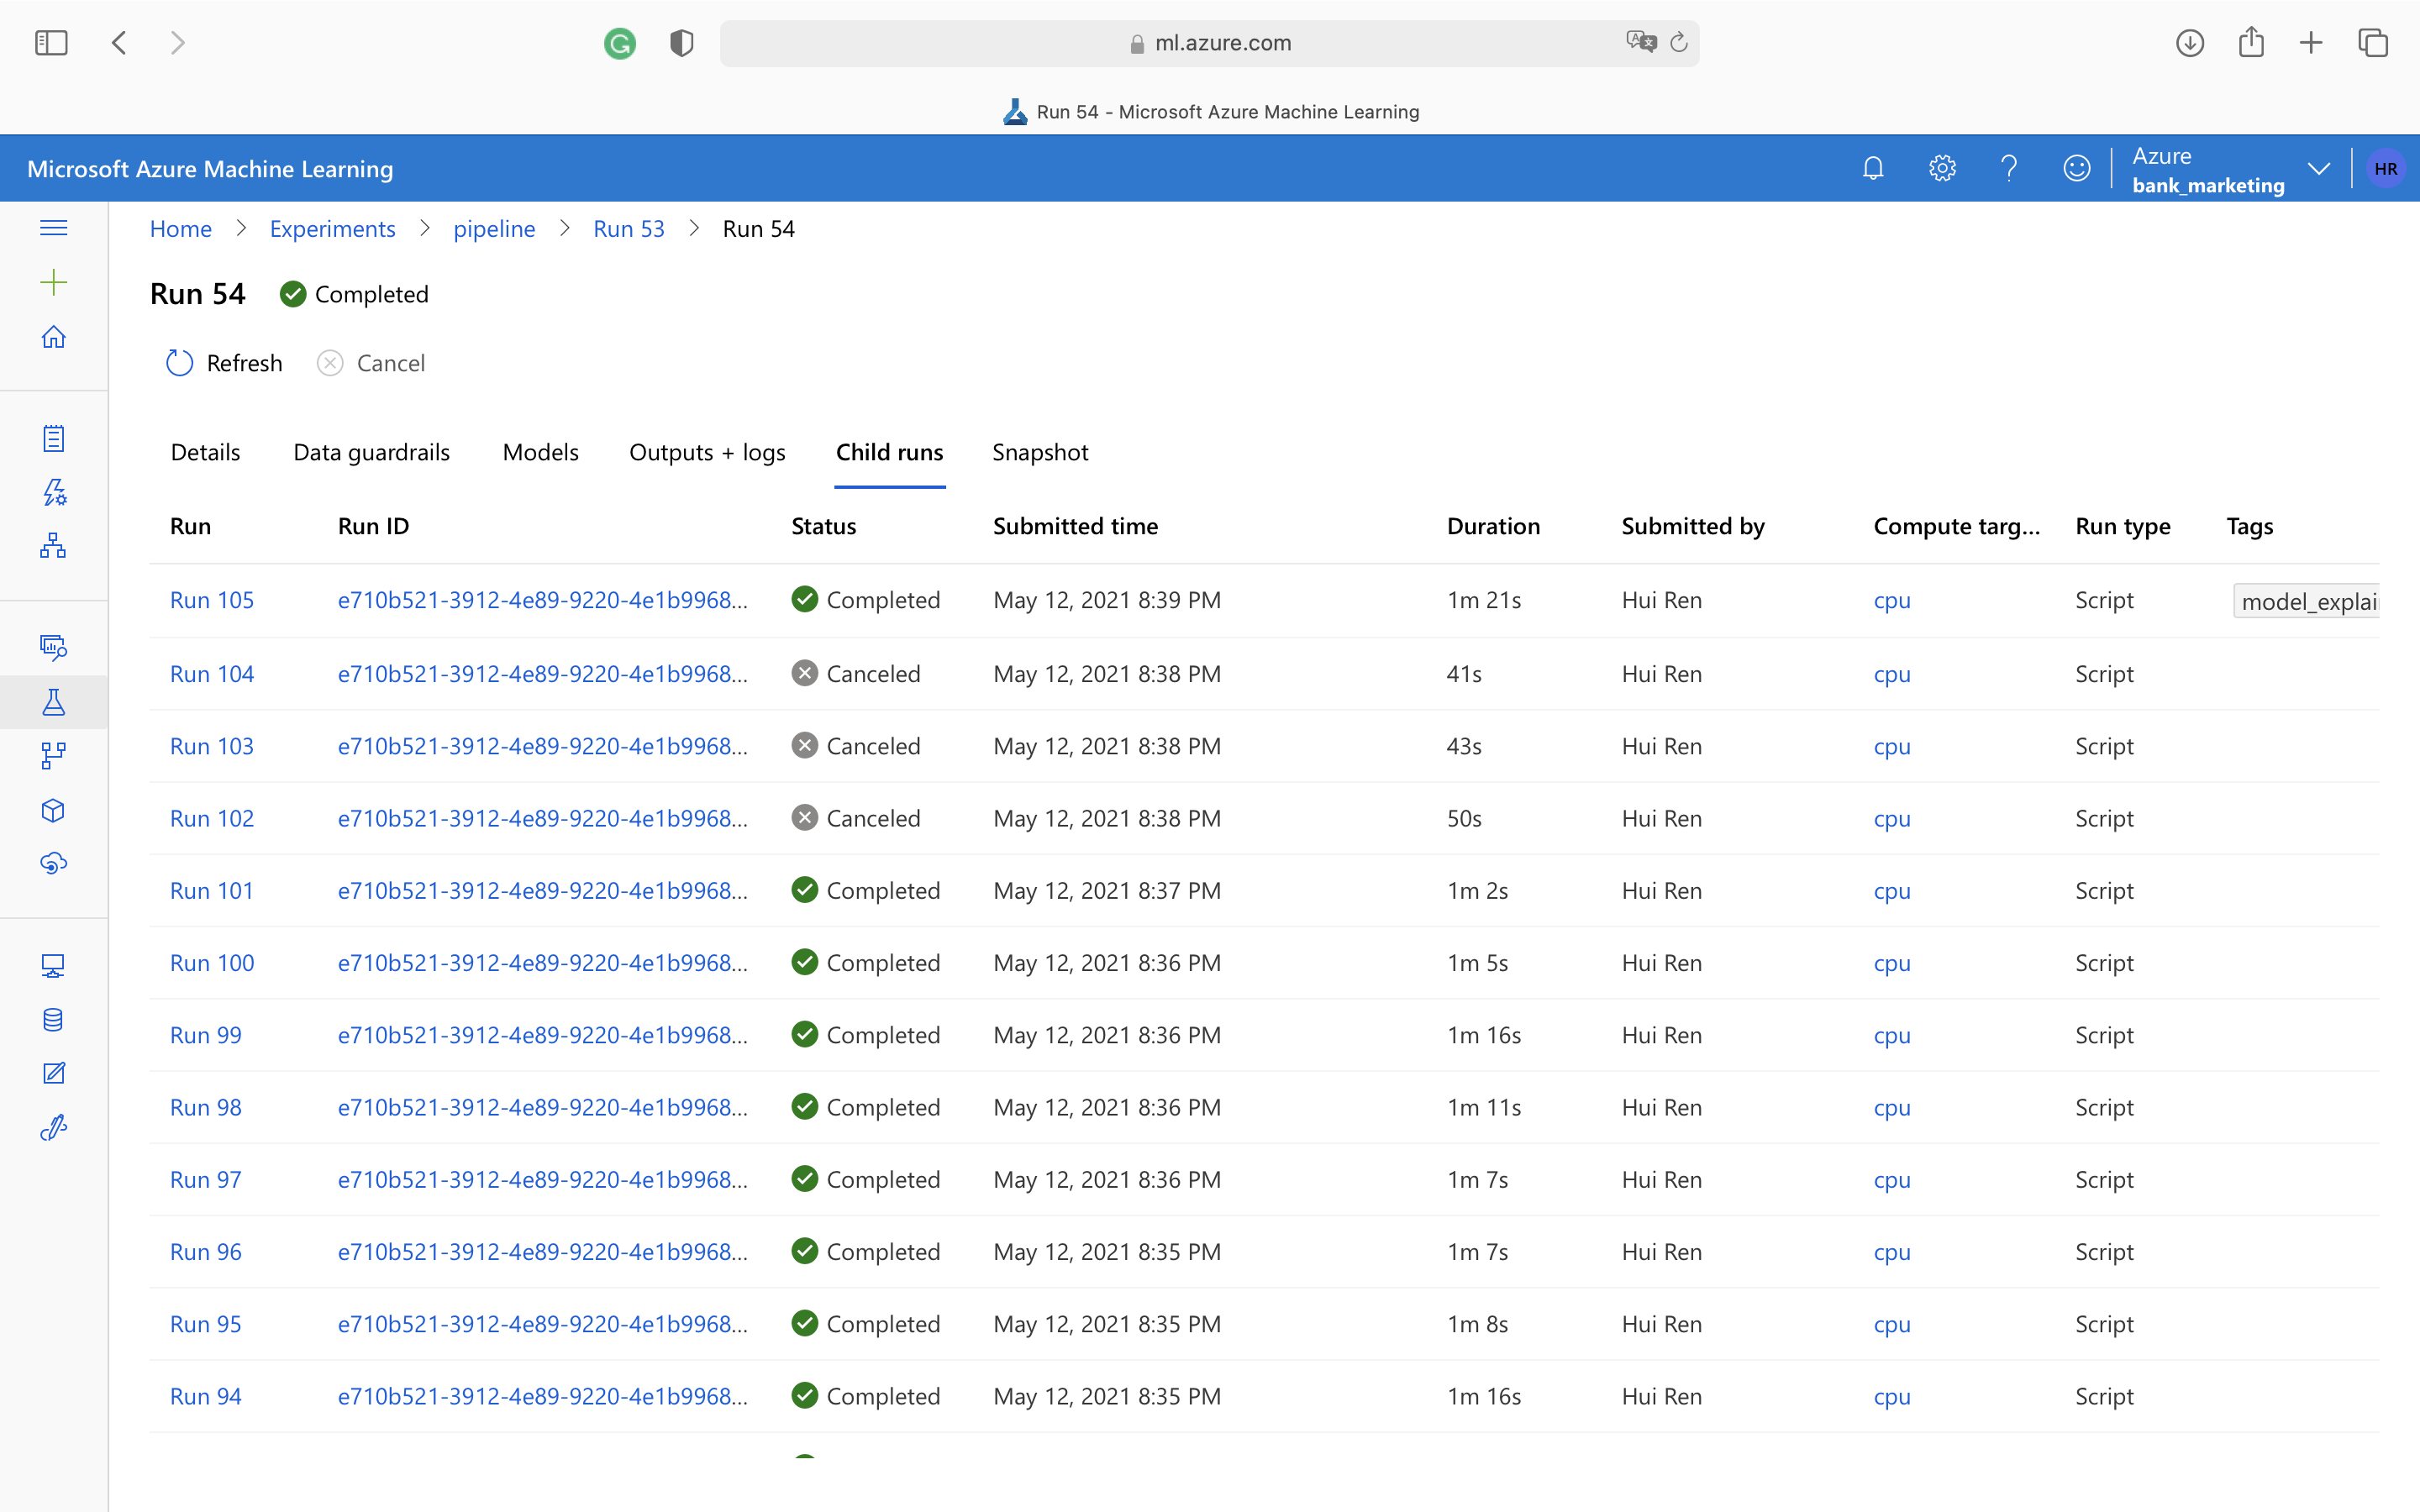 ml.azure.com
Run 54 - Microsoft Azure Machine Learning
Microsoft Azure Machine Learning
Azure
bank_marketing
HR
Home > Experiments > pipeline > Run 53 > Run 54
Run 54 Completed
Refresh Cancel
Details Data guardrails Models Outputs + logs Child runs Snapshot
Run Run ID Status Submitted time Duration Submitted by Compute targ... Run type Tags
Run 105 e710b521-3912-4e89-9220-4e1b9968... Completed May 12, 2021 8:39 PM 1m 21s Hui Ren cpu Script model_explai
Run 104 e710b521-3912-4e89-9220-4e1b9968... Canceled May 12, 2021 8:38 PM 41s Hui Ren cpu Script
Run 103 e710b521-3912-4e89-9220-4e1b9968... Canceled May 12, 2021 8:38 PM 43s Hui Ren cpu Script
Run 102 e710b521-3912-4e89-9220-4e1b9968... Canceled May 12, 2021 8:38 PM 50s Hui Ren cpu Script
Run 101 e710b521-3912-4e89-9220-4e1b9968... Completed May 12, 2021 8:37 PM 1m 2s Hui Ren cpu Script
Run 100 e710b521-3912-4e89-9220-4e1b9968... Completed May 12, 2021 8:36 PM 1m 5s Hui Ren cpu Script
Run 99 e710b521-3912-4e89-9220-4e1b9968... Completed May 12, 2021 8:36 PM 1m 16s Hui Ren cpu Script
Run 98 e710b521-3912-4e89-9220-4e1b9968... Completed May 12, 2021 8:36 PM 1m 11s Hui Ren cpu Script
Run 97 e710b521-3912-4e89-9220-4e1b9968... Completed May 12, 2021 8:36 PM 1m 7s Hui Ren cpu Script
Run 96 e710b521-3912-4e89-9220-4e1b9968... Completed May 12, 2021 8:35 PM 1m 7s Hui Ren cpu Script
Run 95 e710b521-3912-4e89-9220-4e1b9968... Completed May 12, 2021 8:35 PM 1m 8s Hui Ren cpu Script
Run 94 e710b521-3912-4e89-9220-4e1b9968... Completed May 12, 2021 8:35 PM 1m 16s Hui Ren cpu Script